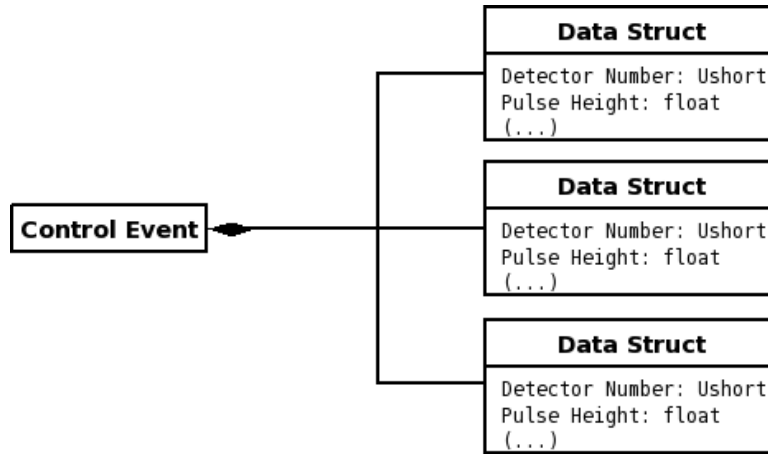 Data Struct
Detector Number: Ushort
Pulse Height: float
(...)
Control Event
Data Struct
Detector Number: Ushort
Pulse Height: float
(...)
Data Struct
Detector Number: Ushort
Pulse Height: float
(...)